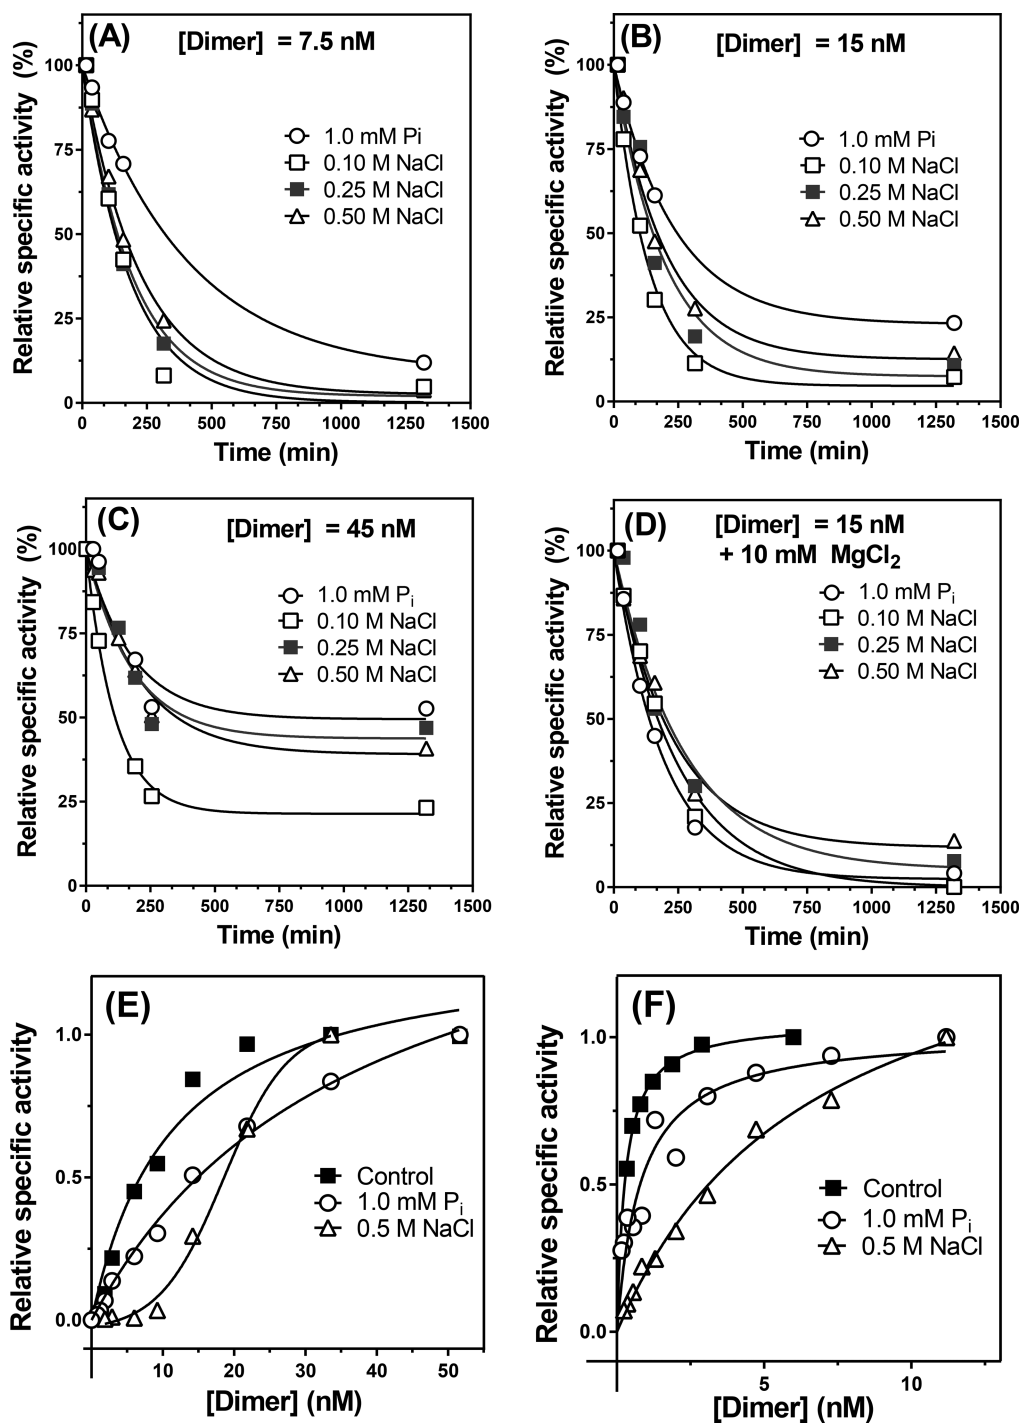 (A)
[Dimer] = 7.5 nM
1.0 mM Pi
0.10 M NaCl
0.25 M NaCl
0.50 M NaCl
Relative specific activity (%)
100
75
50
25
0
0 250 500 750 1000 1250 1500
Time (min)
(B)
[Dimer] = 15 nM
1.0 mM Pi
0.10 M NaCl
0.25 M NaCl
0.50 M NaCl
Relatiive specific activity (%)
100
75
50
25
0
0 250 500 750 1000 1250 1500
Time (min)
(C)
[Dimer] = 45 nM
1.0 mM Pi
0.10 M NaCl
0.25 M NaCl
0.50 M NaCl
Relative specific activity (%)
100
75
50
25
0
0 250 500 750 1000 1250 1500
Time (min)
(D)
[Dimer] = 15 nM
+ 10 mM MgCl2
1.0 mM Pi
0.10 M NaCl
0.25 M NaCl
0.50 M NaCl
Relative specific activity (%)
100
75
50
25
0
0 250 500 750 1000 1250 1500
Time (min)
(E)
Control
1.0 mM Pi
0.5 M NaCl
Relative specific activity
1.0
0.5
0.0
0 10 20 30 40 50
[Dimer] (nM)
(F)
Control
1.0 mM Pi
0.5 M NaCl
Relative specific activity
1.0
0.5
0.0
5 10
[Dimer] (nM)